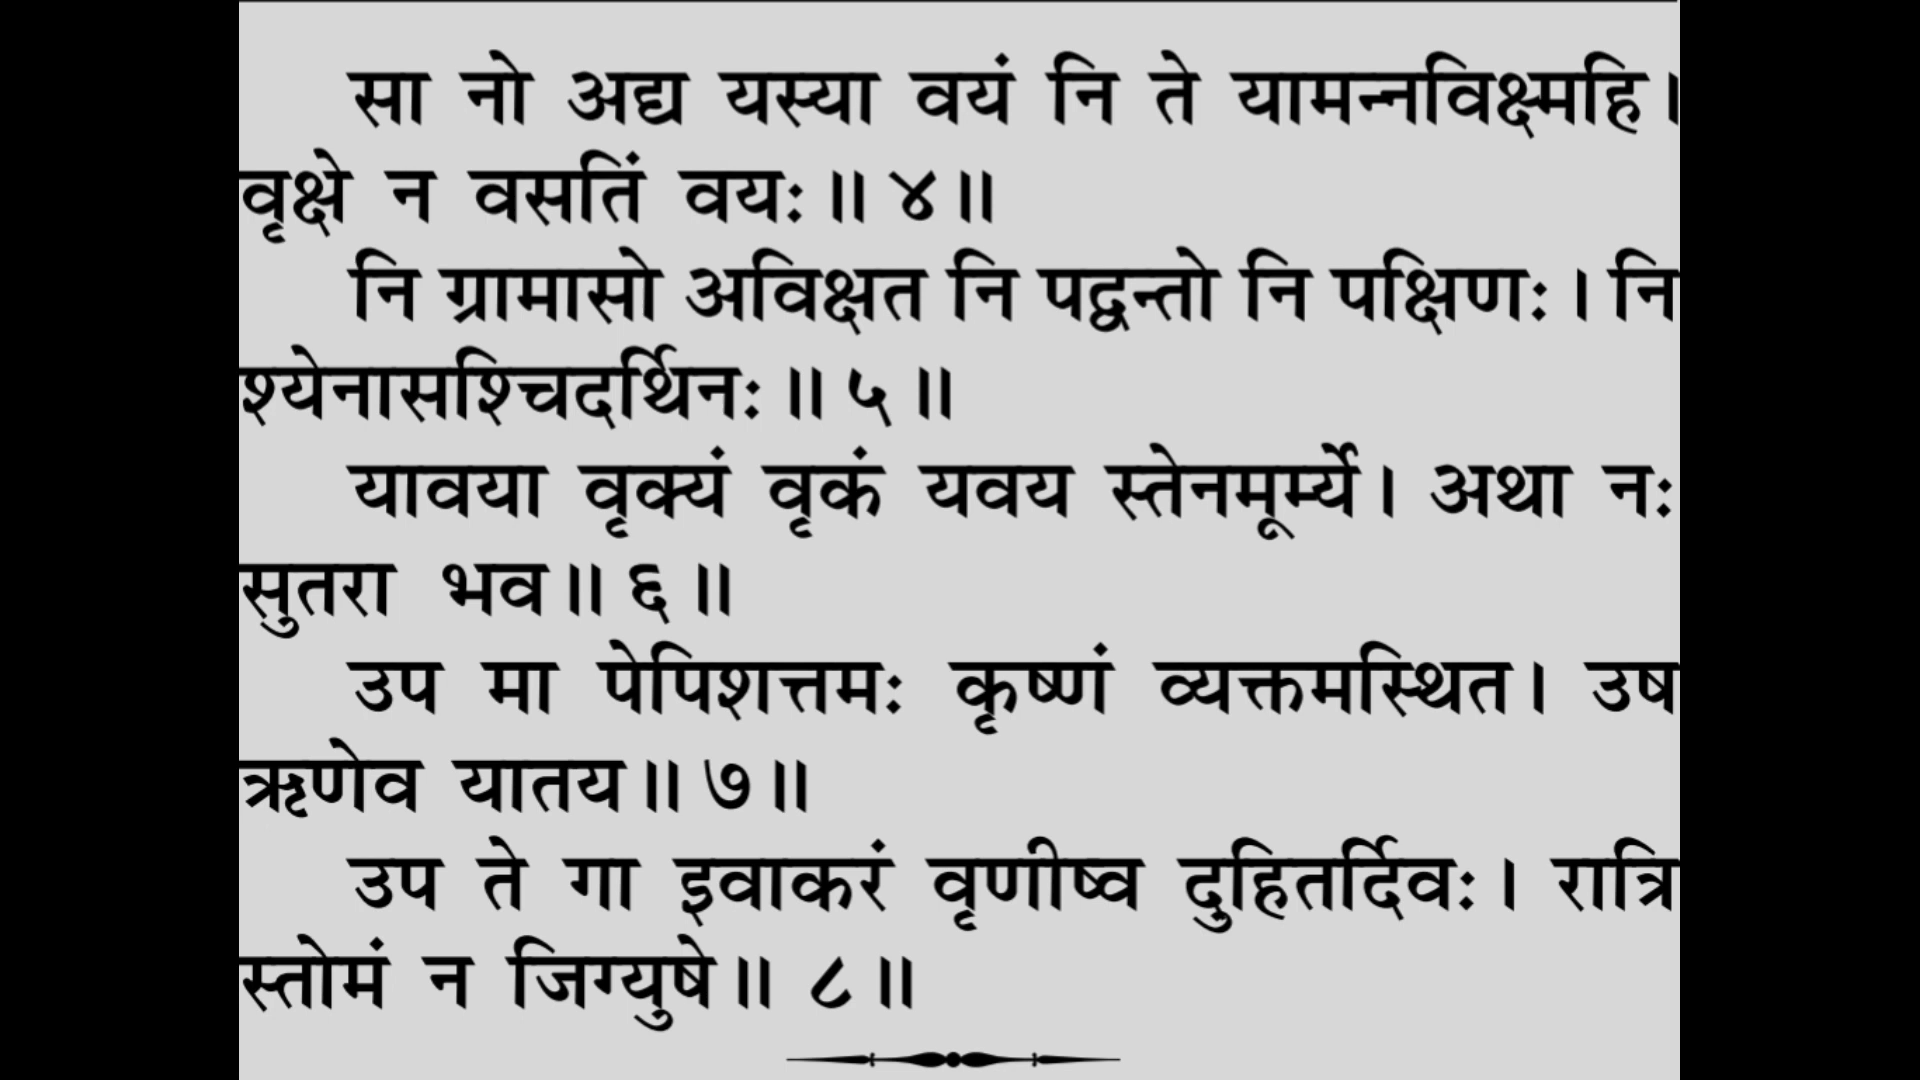 सा नो अद्य यस्या वयं नि ते यामन्नविक्ष्महि।
वृक्षे न वसतिं वयः॥ ४॥
नि ग्रामासो अविक्षत नि पद्वन्तो नि पक्षिणः। नि
श्येनासश्चिदर्थिनः॥ ५॥
यावया वृक्यं वृकं यवय स्तेनमूर्म्ये। अथा नः
सुतरा भव॥ ६॥
उप मा पेपिशत्तमः कृष्णं व्यक्तमस्थित। उष
ऋणेव यातय॥ ७॥
उप ते गा इवाकरं वृणीष्व दुहितर्दिवः। रात्रि
स्तोमं न जिग्युषे॥ ८॥